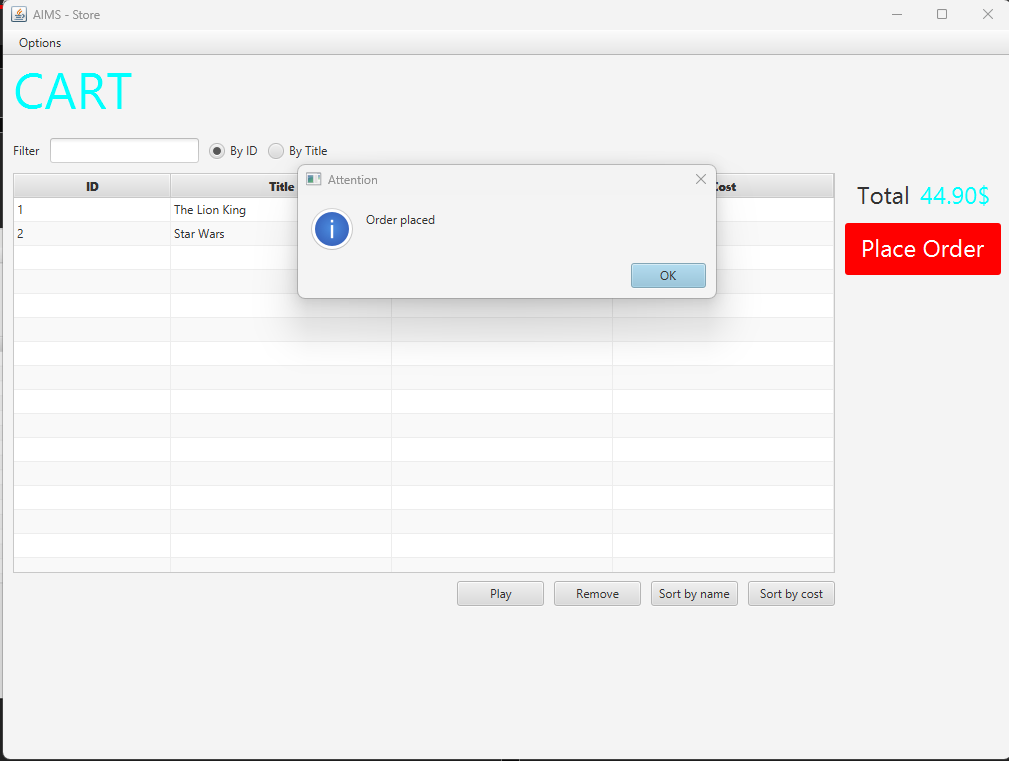 AIMS - Store
Options
CART
Filter By ID By Title
Attention
Order placed
OK
ID Title ost
1 The Lion King
2 Star Wars
Total 44.90$
Place Order
Play Remove Sort by name Sort by cost